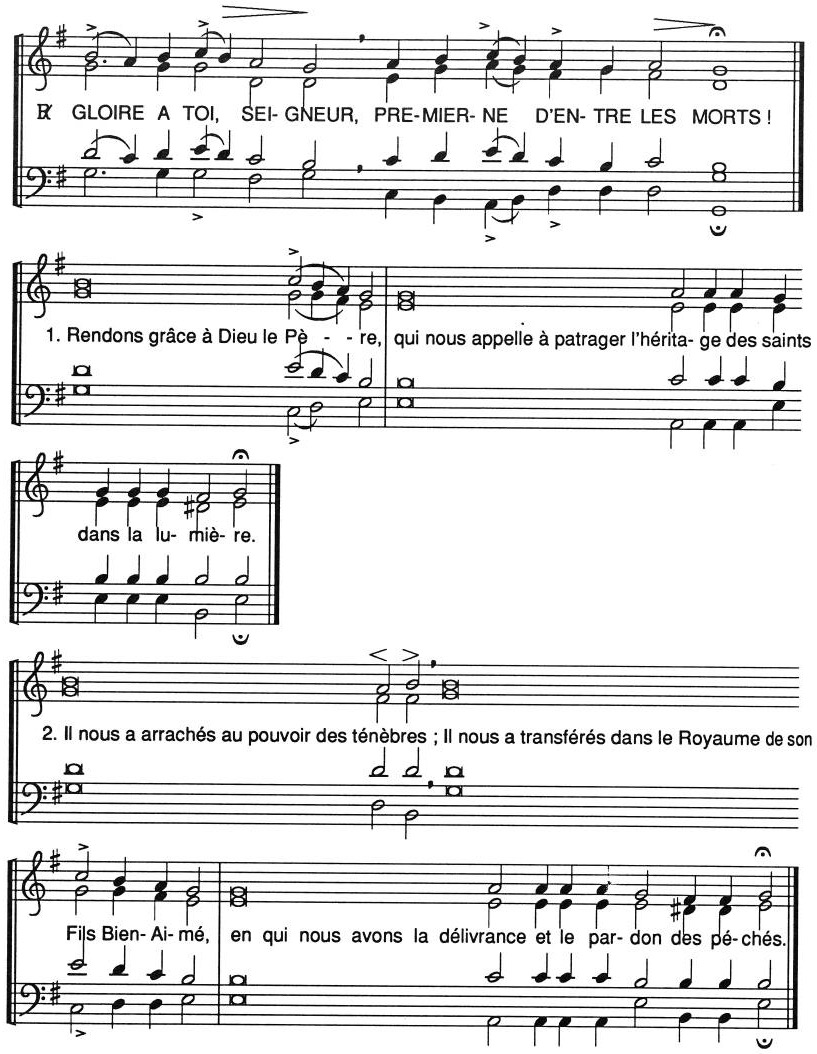 ℟ GLOIRE A TOI, SEI- GNEUR, PRE-MIER- NE D'EN- TRE LES MORTS !
1. Rendons grâce à Dieu le Pè - - re, qui nous appelle à patrager l'hérita- ge des saints
dans la lu- miè- re.
2. Il nous a arrachés au pouvoir des ténèbres ; Il nous a transférés dans le Royaume de son
Fils Bien- Ai- mé, en qui nous avons la délivrance et le par- don des pé-chés.